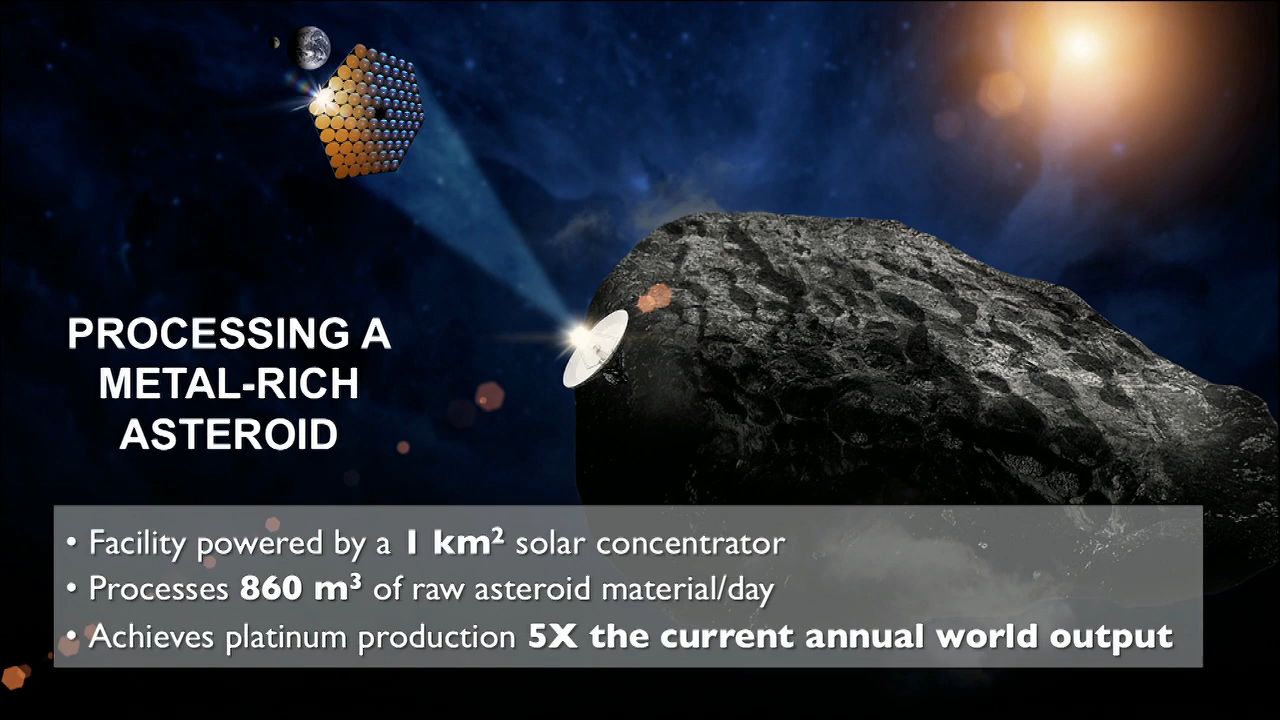 PROCESSING A
METAL-RICH
ASTEROID
• Facility powered by a 1 km² solar concentrator
• Processes 860 m³ of raw asteroid material/day
• Achieves platinum production 5X the current annual world output